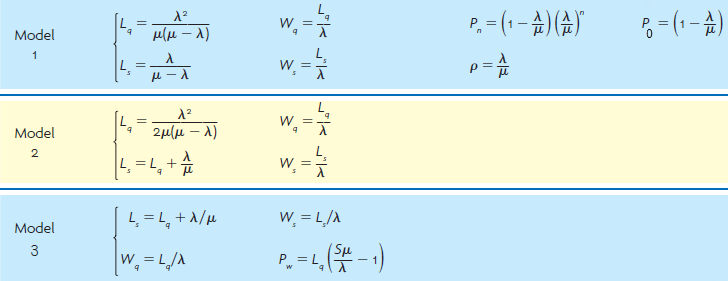 Model 1
L_q = λ² / μ(μ − λ)   W_q = L_q / λ   P_n = (1 − λ/μ)(λ/μ)ⁿ   P_0 = (1 − λ/μ)
L_s = λ / μ − λ   W_s = L_s / λ   ρ = λ/μ
Model 2
L_q = λ² / 2μ(μ − λ)   W_q = L_q / λ
L_s = L_q + λ/μ   W_s = L_s / λ
Model 3
L_s = L_q + λ/μ   W_s = L_s/λ
W_q = L_q/λ   P_w = L_q (Sμ/λ − 1)